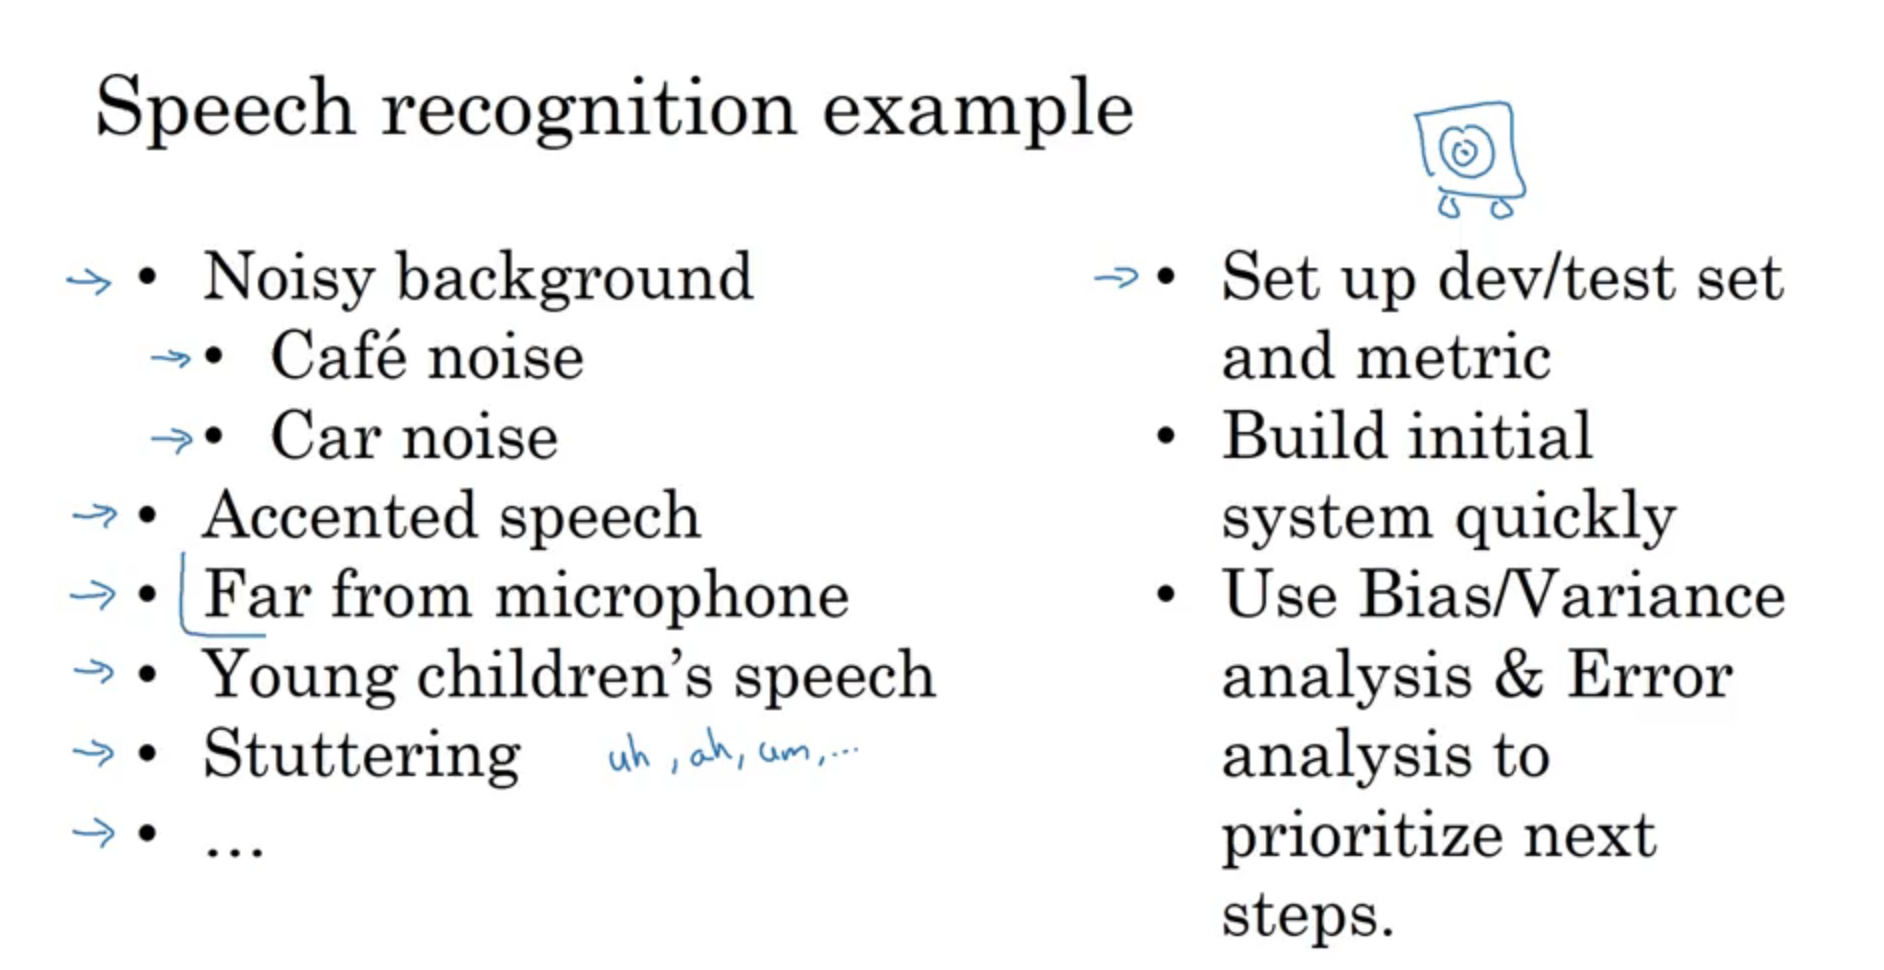 Speech recognition example
• Noisy background
• Café noise
• Car noise
• Accented speech
• Far from microphone
• Young children's speech
• Stuttering uh, ah, um, ...
• ...
• Set up dev/test set
and metric
• Build initial
system quickly
• Use Bias/Variance
analysis & Error
analysis to
prioritize next
steps.